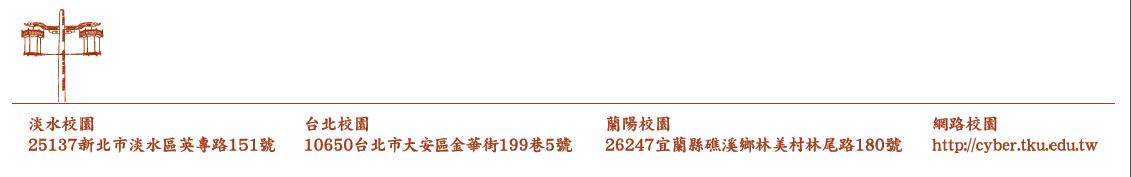 淡水校園
25137新北市淡水區英專路151號
台北校園
10650台北市大安區金華街199巷5號
蘭陽校園
26247宜蘭縣礁溪鄉林美村林尾路180號
網路校園
http://cyber.tku.edu.tw